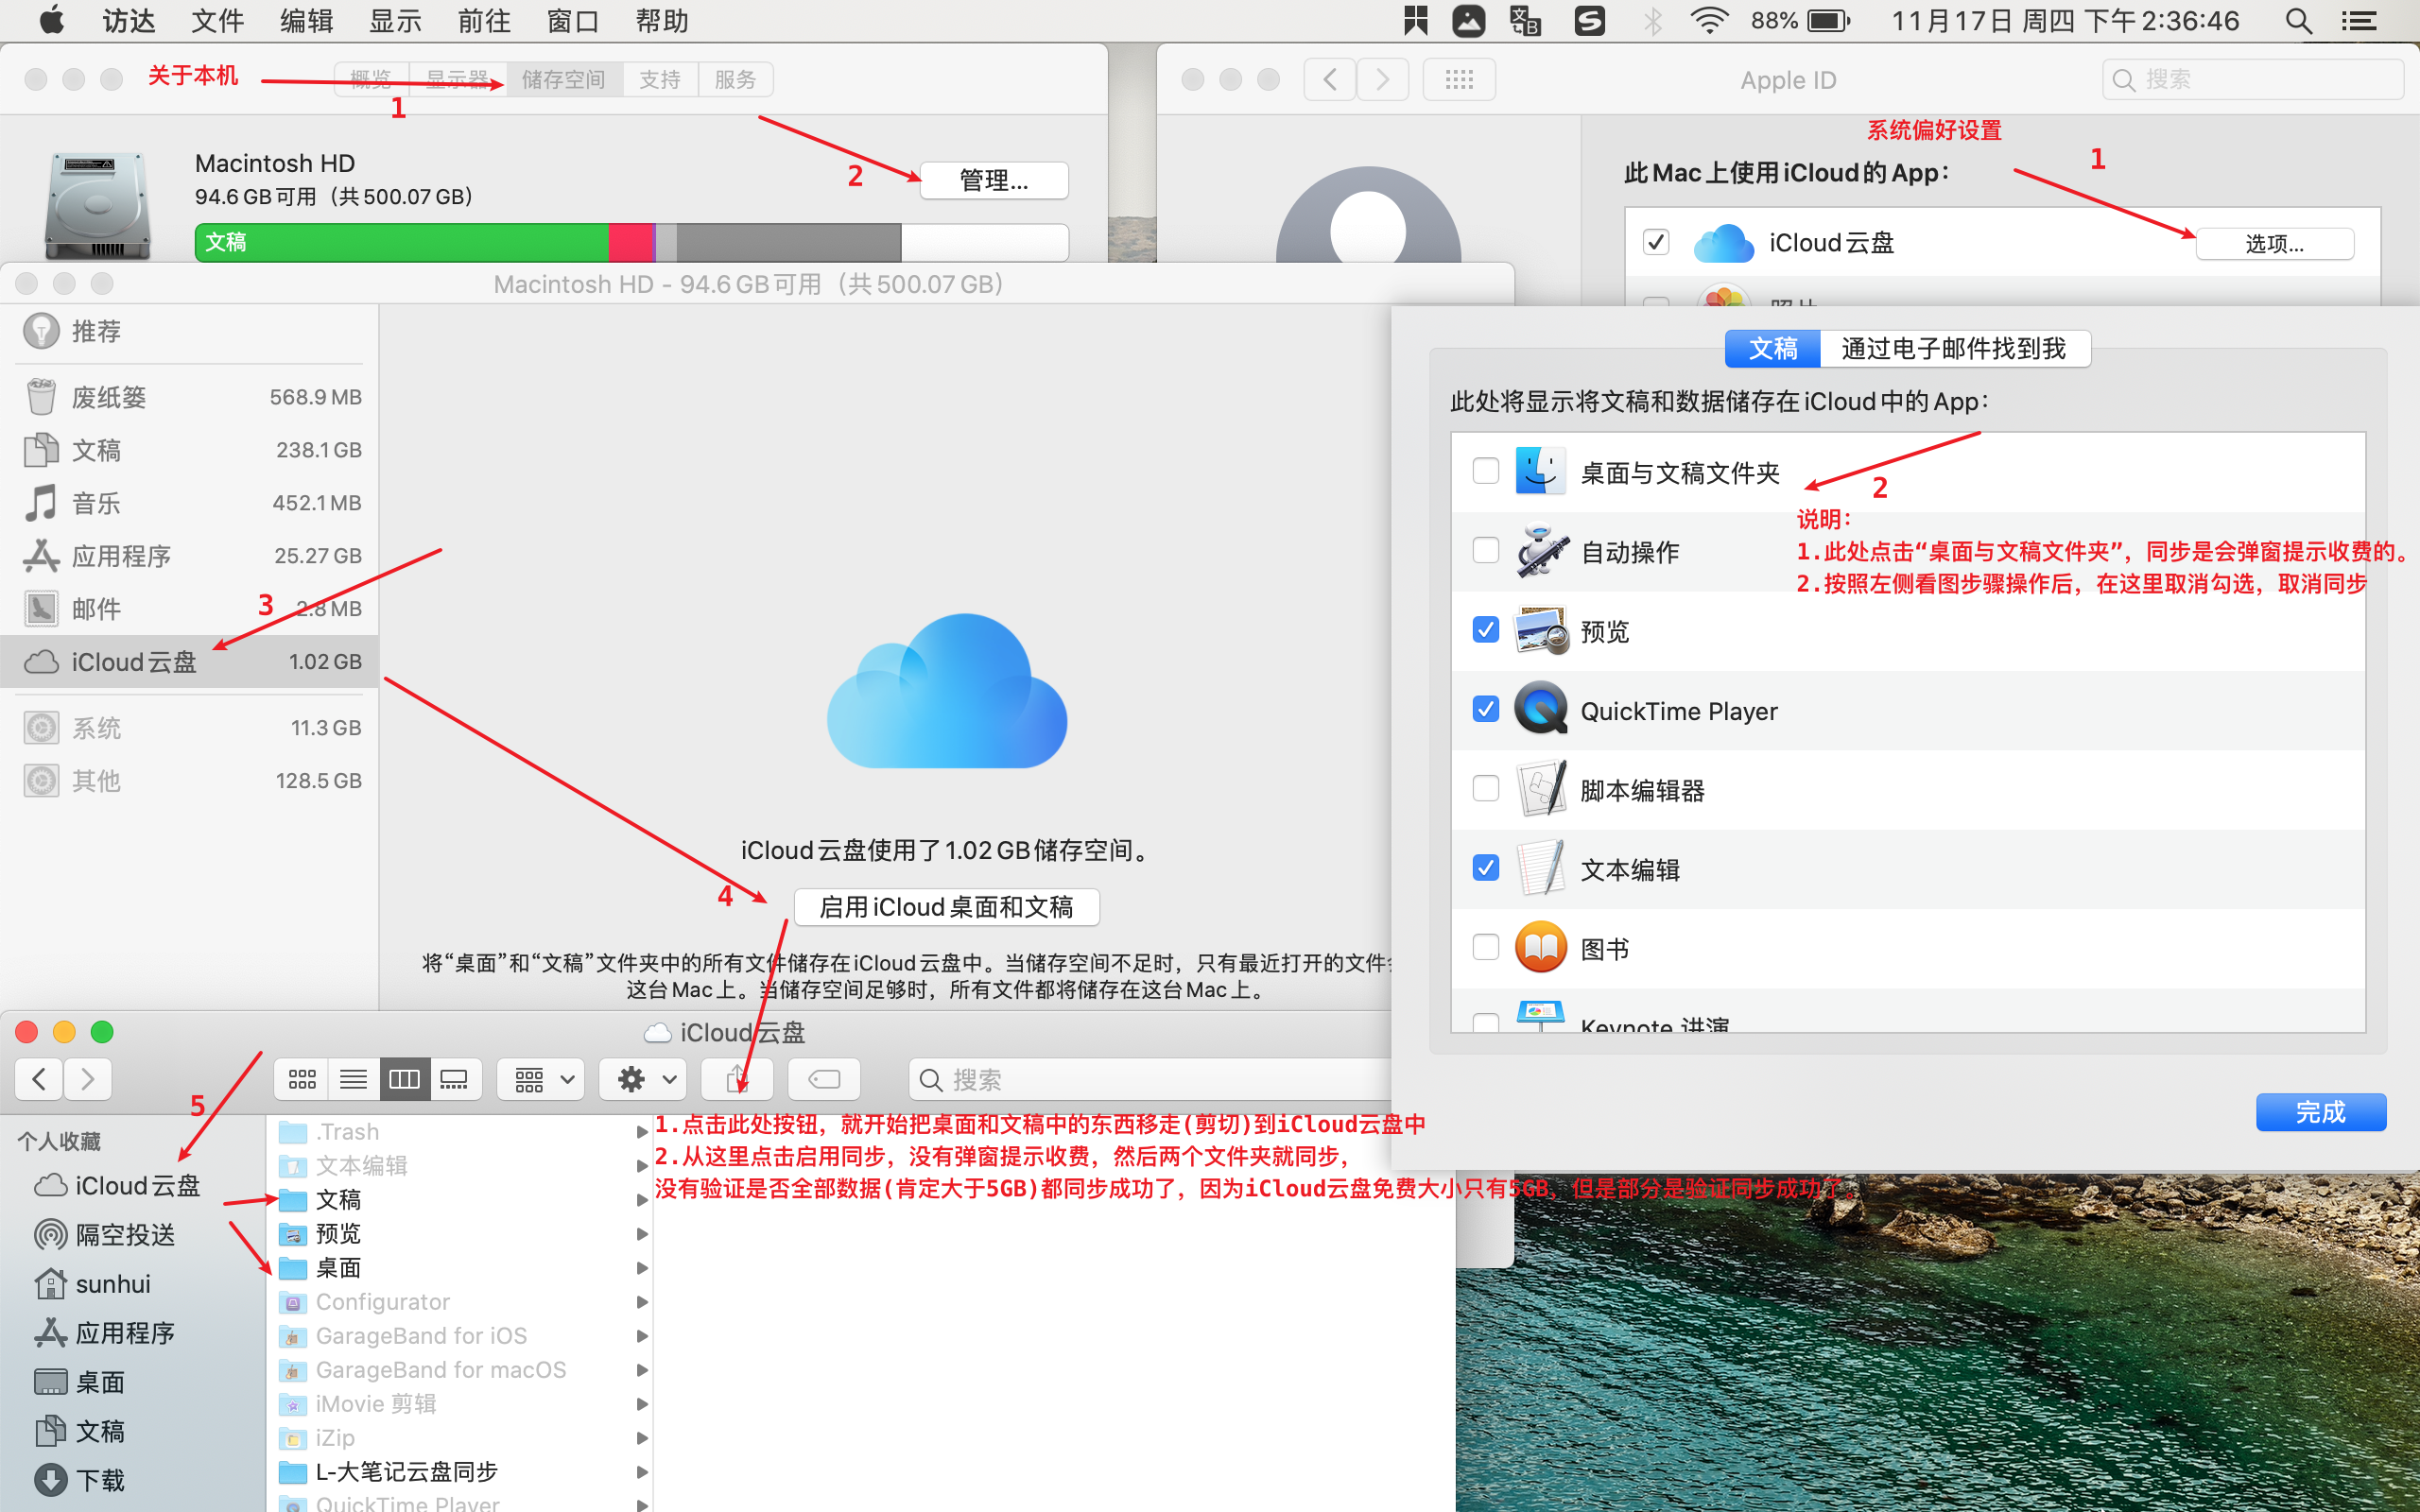 访达 文件 编辑 显示 前往 窗口 帮助 88% 11月17日 周四 下午2:36:46
关于本机 概览 显示器 储存空间 支持 服务
1
Macintosh HD
94.6 GB 可用（共 500.07 GB）
2
管理...
文稿
Apple ID
搜索
系统偏好设置
此 Mac 上使用 iCloud 的 App：
1
iCloud 云盘
选项...
照片
Macintosh HD - 94.6 GB 可用（共 500.07 GB）
推荐
废纸篓 568.9 MB
文稿 238.1 GB
音乐 452.1 MB
应用程序 25.27 GB
邮件 2.8 MB
3
iCloud 云盘 1.02 GB
系统 11.3 GB
其他 128.5 GB
iCloud 云盘使用了 1.02 GB 储存空间。
4
启用 iCloud 桌面和文稿
将“桌面”和“文稿”文件夹中的所有文件储存在 iCloud 云盘中。当储存空间不足时，只有最近打开的文件
这台 Mac 上。当储存空间足够时，所有文件都将储存在这台 Mac 上。
文稿 通过电子邮件找到我
此处将显示将文稿和数据储存在 iCloud 中的 App：
桌面与文稿文件夹
2
说明：
1.此处点击“桌面与文稿文件夹”，同步是会弹窗提示收费的。
2.按照左侧看图步骤操作后，在这里取消勾选，取消同步
自动操作
预览
QuickTime Player
脚本编辑器
文本编辑
图书
Keynote 讲演
完成
iCloud 云盘
搜索
5
个人收藏
iCloud 云盘
隔空投送
sunhui
应用程序
桌面
文稿
下载
.Trash
文本编辑
文稿
预览
桌面
Configurator
GarageBand for iOS
GarageBand for macOS
iMovie 剪辑
iZip
L-大笔记云盘同步
QuickTime Player
1.点击此处按钮，就开始把桌面和文稿中的东西移走(剪切)到iCloud云盘中
2.从这里点击启用同步，没有弹窗提示收费，然后两个文件夹就同步，
没有验证是否全部数据(肯定大于5GB)都同步成功了，因为iCloud云盘免费大小只有5GB，但是部分是验证同步成功了。